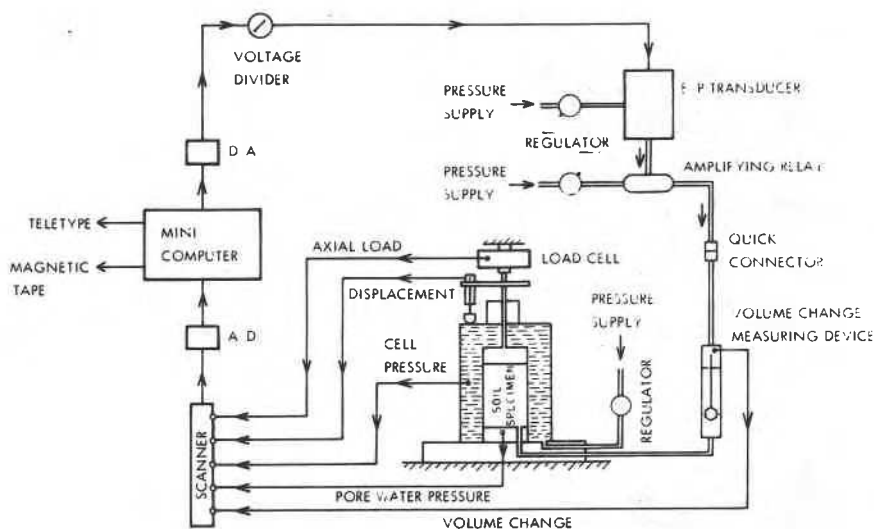 VOLTAGE
DIVIDER
PRESSURE
SUPPLY
E-P TRANSDUCER
REGULATOR
D A
PRESSURE
SUPPLY
AMPLIFYING RELAY
TELETYPE
MINI
COMPUTER
MAGNETIC
TAPE
AXIAL LOAD
LOAD CELL
QUICK
CONNECTOR
DISPLACEMENT
PRESSURE
SUPPLY
VOLUME CHANGE
MEASURING DEVICE
A D
CELL
PRESSURE
SOIL
SPECIMEN
REGULATOR
SCANNER
PORE WATER PRESSURE
VOLUME CHANGE